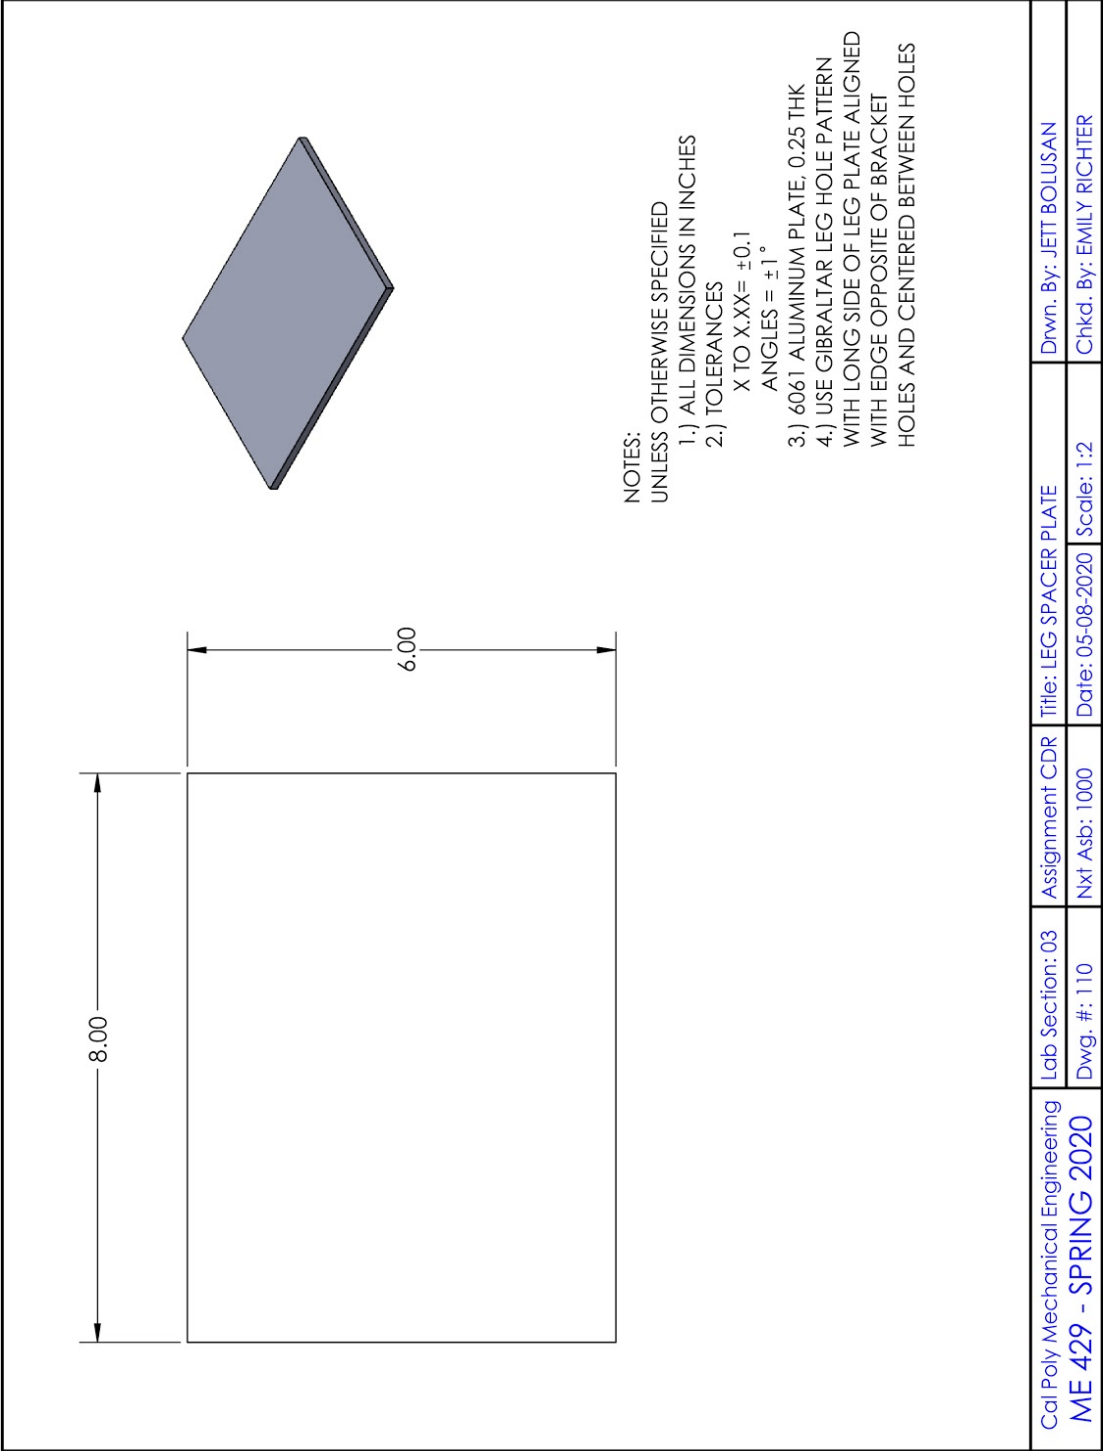 8.00
6.00
NOTES:
UNLESS OTHERWISE SPECIFIED
1.) ALL DIMENSIONS IN INCHES
2.) TOLERANCES
X TO X.XX= ±0.1
ANGLES = ±1°
3.) 6061 ALUMINUM PLATE, 0.25 THK
4.) USE GIBRALTAR LEG HOLE PATTERN
WITH LONG SIDE OF LEG PLATE ALIGNED
WITH EDGE OPPOSITE OF BRACKET
HOLES AND CENTERED BETWEEN HOLES
Cal Poly Mechanical Engineering
ME 429 - SPRING 2020
Lab Section: 03
Dwg. #: 110
Assignment CDR
Nxt Asb: 1000
Title: LEG SPACER PLATE
Date: 05-08-2020
Scale: 1:2
Drwn. By: JETT BOLUSAN
Chkd. By: EMILY RICHTER